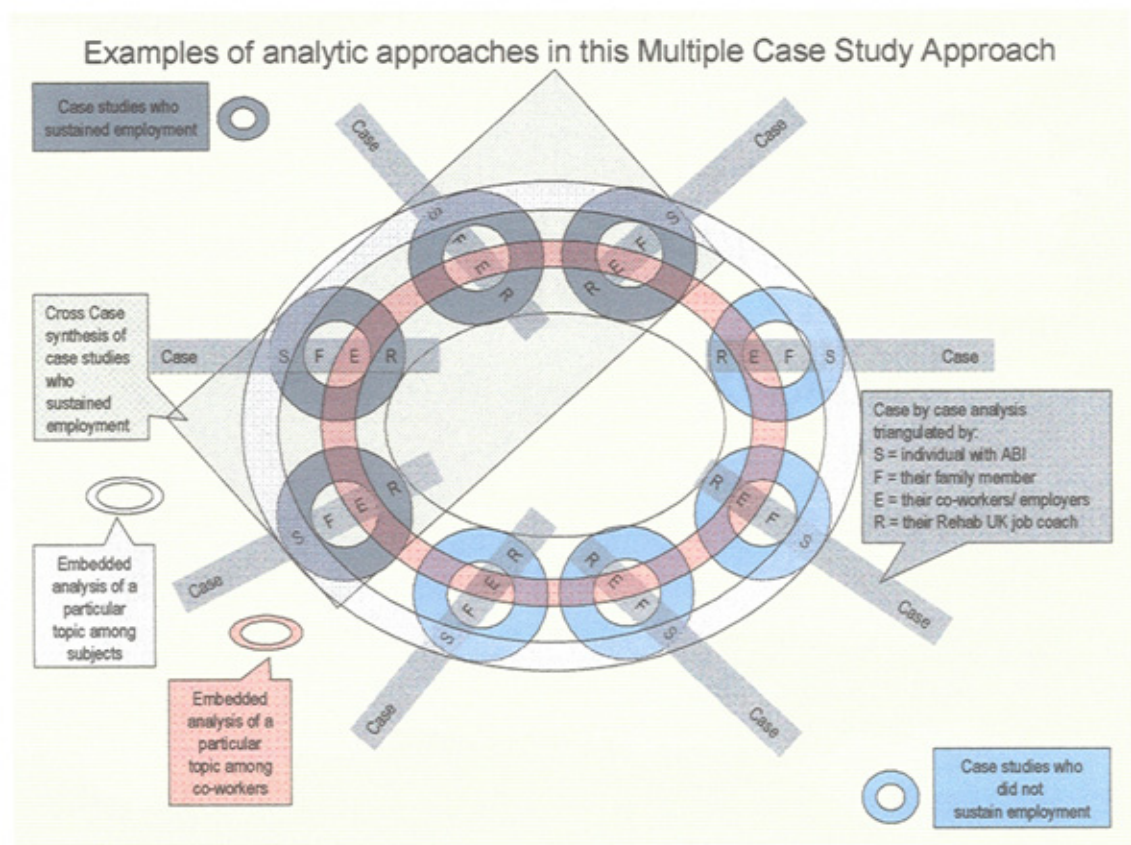 Examples of analytic approaches in this Multiple Case Study Approach
Case studies who
sustained employment
Case
S
F
E
R
Case
S
F
E
R
Cross Case
synthesis of
case studies
who
sustained
employment
Case
S F E R
R E F S
Case
Case by case analysis
triangulated by:
S = individual with ABI
F = their family member
E = their co-workers/ employers
R = their Rehab UK job coach
Case
S
F
E
R
R
E
F
S
Case
Embedded
analysis of a
particular
topic among
subjects
Case
S
F
E
R
R
E
F
S
Case
Embedded
analysis of a
particular
topic among
co-workers
Case studies who
did not
sustain employment